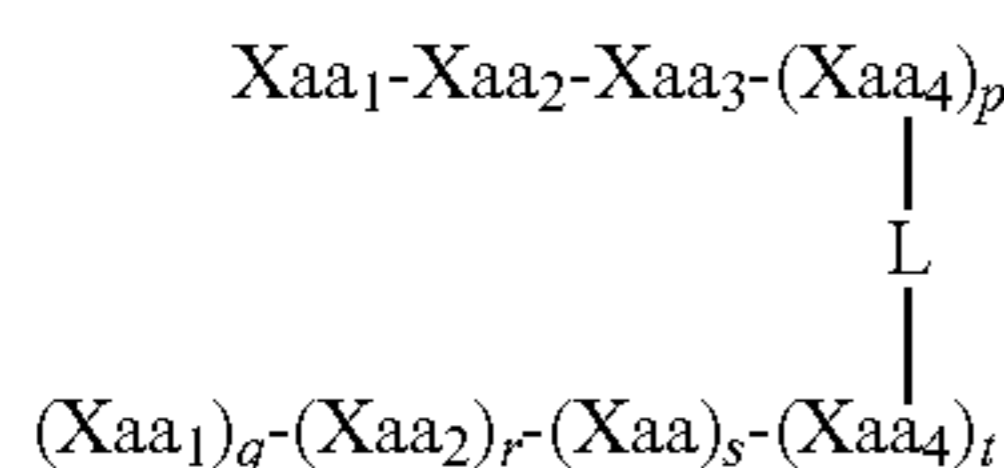 Xaa₁-Xaa₂-Xaa₃-(Xaa₄)ₚ
L
(Xaa₁)q-(Xaa₂)ᵣ-(Xaa)ₛ-(Xaa₄)ₜ